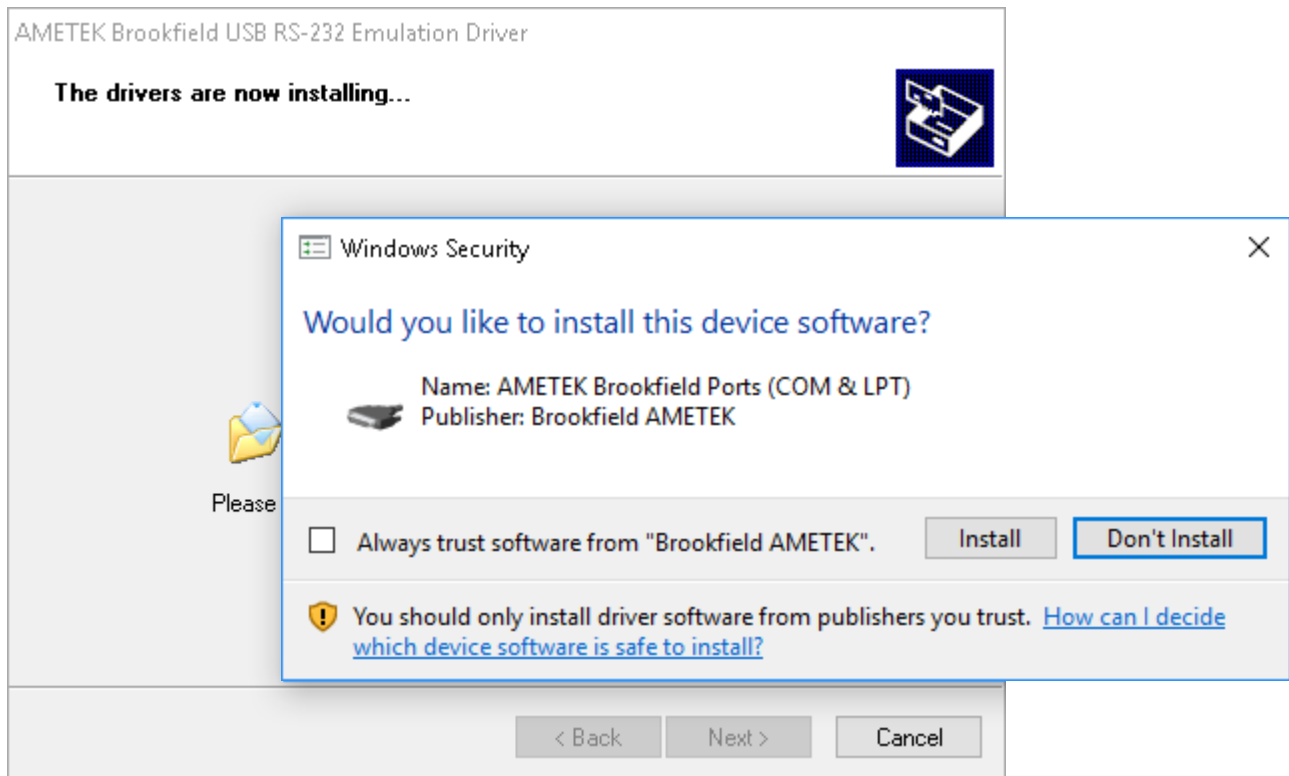 AMETEK Brookfield USB RS-232 Emulation Driver
The drivers are now installing...
Windows Security
Would you like to install this device software?
Name: AMETEK Brookfield Ports (COM & LPT)
Publisher: Brookfield AMETEK
Please
Always trust software from "Brookfield AMETEK".
Install
Don't Install
You should only install driver software from publishers you trust. How can I decide
which device software is safe to install?
< Back
Next >
Cancel